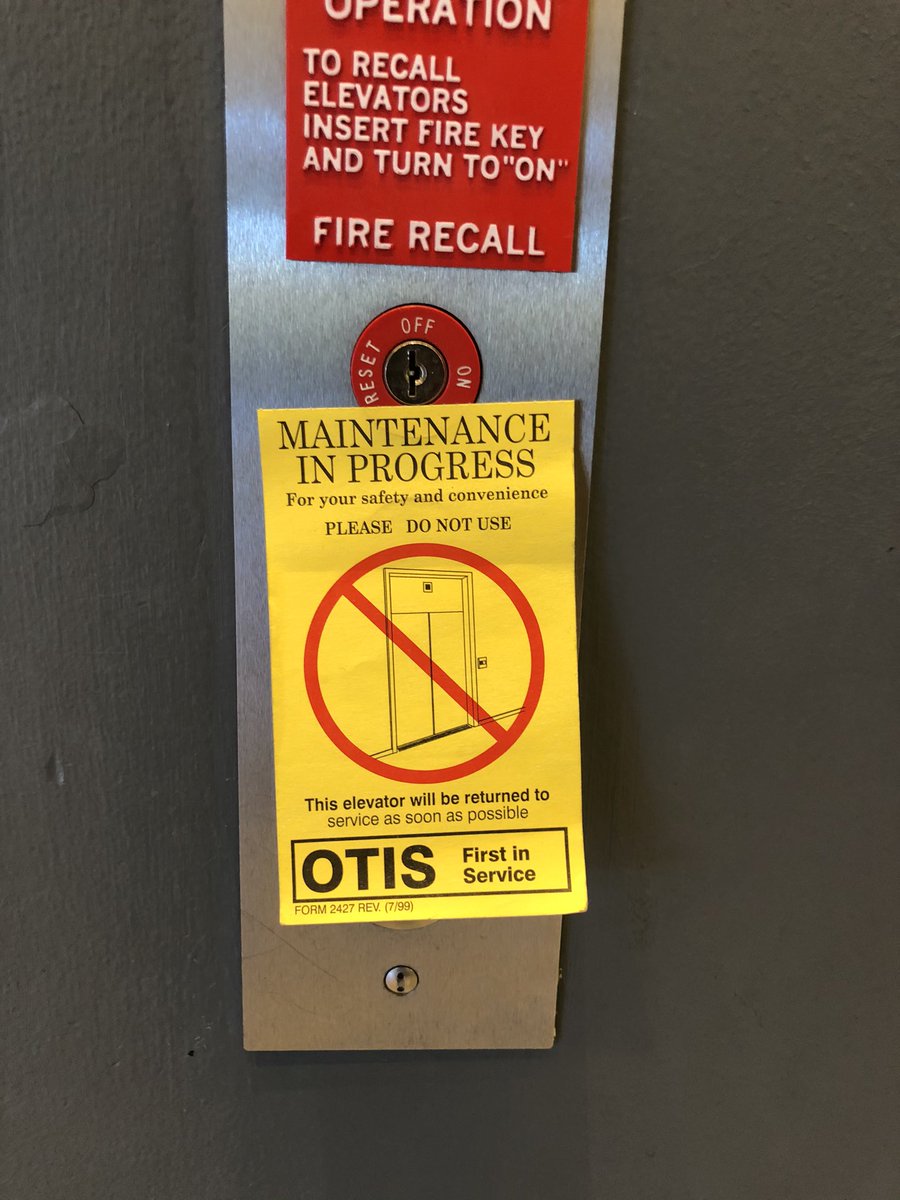 OPERATION
TO RECALL
ELEVATORS
INSERT FIRE KEY
AND TURN TO "ON"
FIRE RECALL
RESET OFF ON
MAINTENANCE
IN PROGRESS
For your safety and convenience
PLEASE DO NOT USE
This elevator will be returned to
service as soon as possible
OTIS First in
Service
FORM 2427 REV. (7/99)